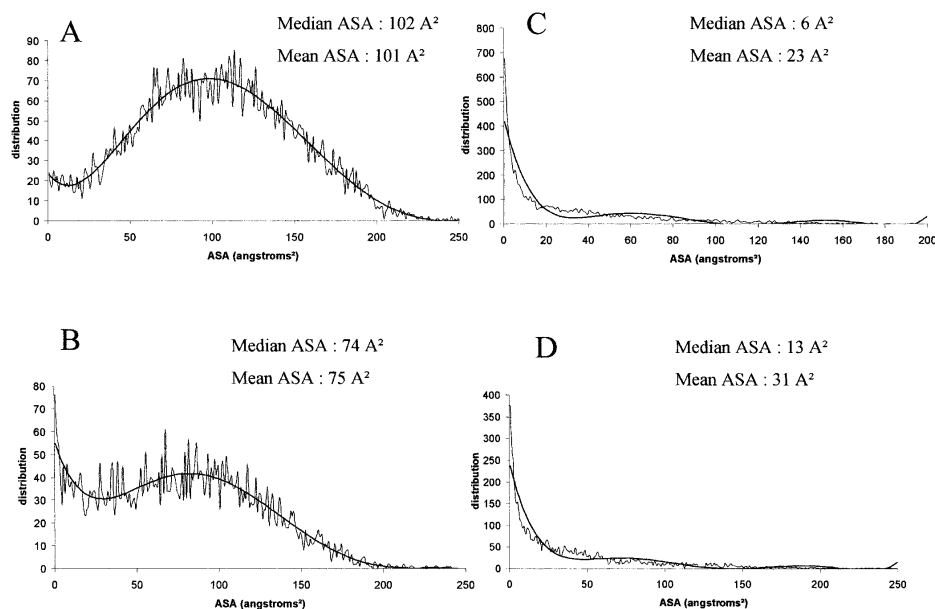 A
Median ASA : 102 A²
Mean ASA : 101 A²
distribution
90
80
70
60
50
40
30
20
10
0
0 50 100 150 200 250
ASA (angstroms²)
C
Median ASA : 6 A²
Mean ASA : 23 A²
distribution
800
700
600
500
400
300
200
100
0
0 20 40 60 80 100 120 140 160 180 200
ASA (angstroms²)
B
Median ASA : 74 A²
Mean ASA : 75 A²
distribution
80
70
60
50
40
30
20
10
0
0 50 100 150 200 250
ASA (angstroms²)
D
Median ASA : 13 A²
Mean ASA : 31 A²
distribution
400
350
300
250
200
150
100
50
0
0 50 100 150 200 250
ASA (angstroms²)